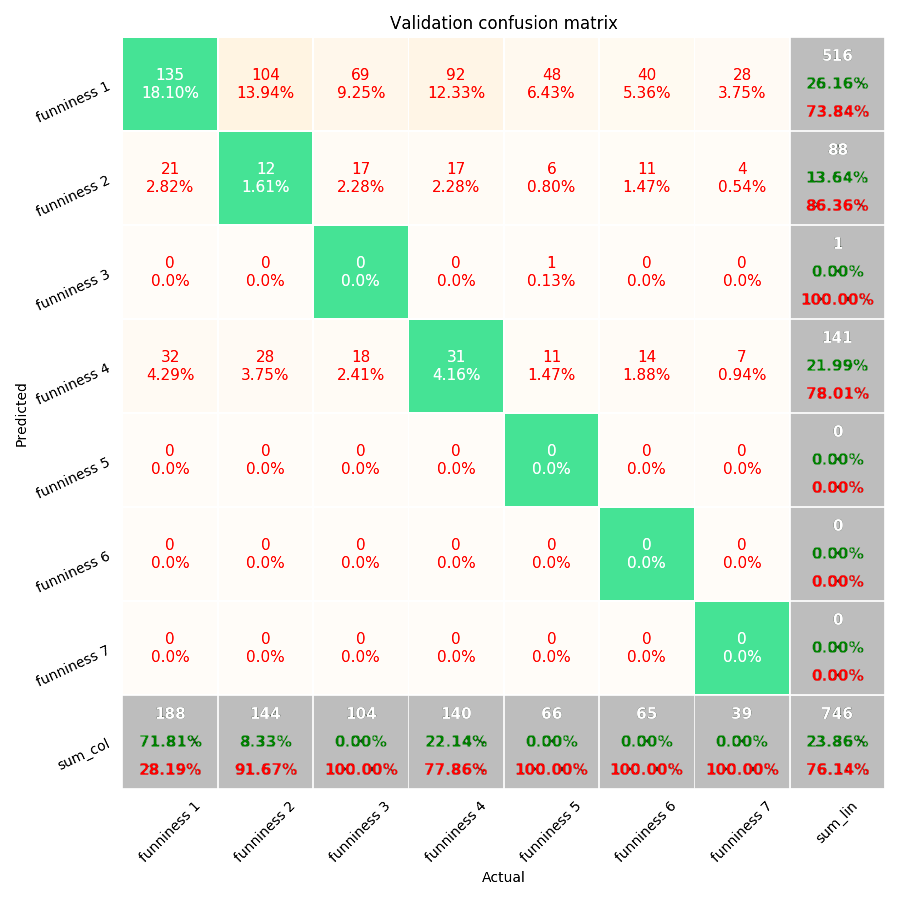 Validation confusion matrix
funniness 1
135 104 69 92 48 40 28 516
18.10% 13.94% 9.25% 12.33% 6.43% 5.36% 3.75% 26.16%
73.84%
funniness 2
21 12 17 17 6 11 4 88
2.82% 1.61% 2.28% 2.28% 0.80% 1.47% 0.54% 13.64%
86.36%
funniness 3
0 0 0 0 1 0 0 1
0.0% 0.0% 0.0% 0.0% 0.13% 0.0% 0.0% 0.00%
100.00%
funniness 4
32 28 18 31 11 14 7 141
4.29% 3.75% 2.41% 4.16% 1.47% 1.88% 0.94% 21.99%
78.01%
Predicted
funniness 5
0 0 0 0 0 0 0 0
0.0% 0.0% 0.0% 0.0% 0.0% 0.0% 0.0% 0.00%
0.00%
funniness 6
0 0 0 0 0 0 0 0
0.0% 0.0% 0.0% 0.0% 0.0% 0.0% 0.0% 0.00%
0.00%
funniness 7
0 0 0 0 0 0 0 0
0.0% 0.0% 0.0% 0.0% 0.0% 0.0% 0.0% 0.00%
0.00%
sum_col
188 144 104 140 66 65 39 746
71.81% 8.33% 0.00% 22.14% 0.00% 0.00% 0.00% 23.86%
28.19% 91.67% 100.00% 77.86% 100.00% 100.00% 100.00% 76.14%
funniness 1 funniness 2 funniness 3 funniness 4 funniness 5 funniness 6 funniness 7 sum_lin
Actual